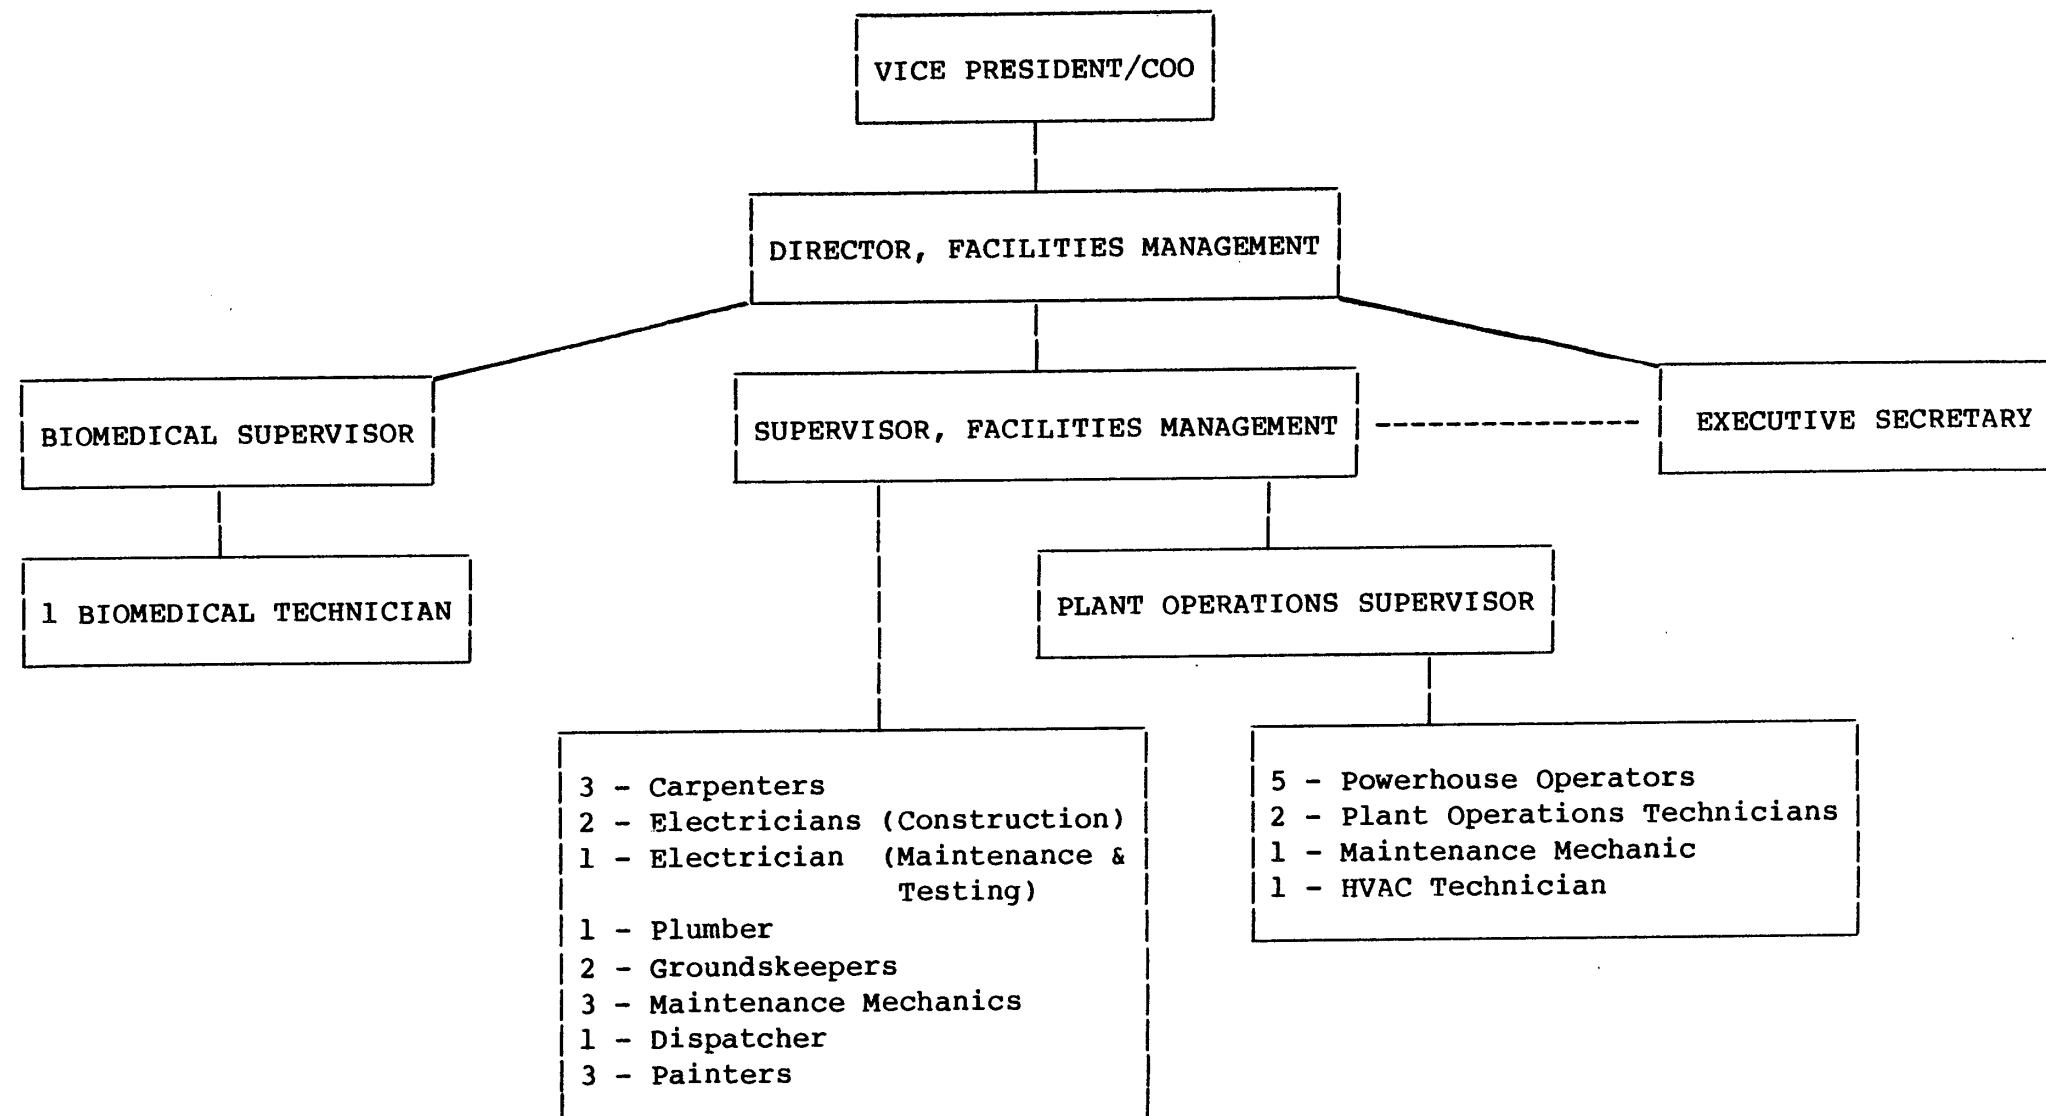 VICE PRESIDENT/COO
DIRECTOR, FACILITIES MANAGEMENT
BIOMEDICAL SUPERVISOR
SUPERVISOR, FACILITIES MANAGEMENT
EXECUTIVE SECRETARY
1 BIOMEDICAL TECHNICIAN
PLANT OPERATIONS SUPERVISOR
3 - Carpenters
2 - Electricians (Construction)
1 - Electrician (Maintenance &
Testing)
1 - Plumber
2 - Groundskeepers
3 - Maintenance Mechanics
1 - Dispatcher
3 - Painters
5 - Powerhouse Operators
2 - Plant Operations Technicians
1 - Maintenance Mechanic
1 - HVAC Technician